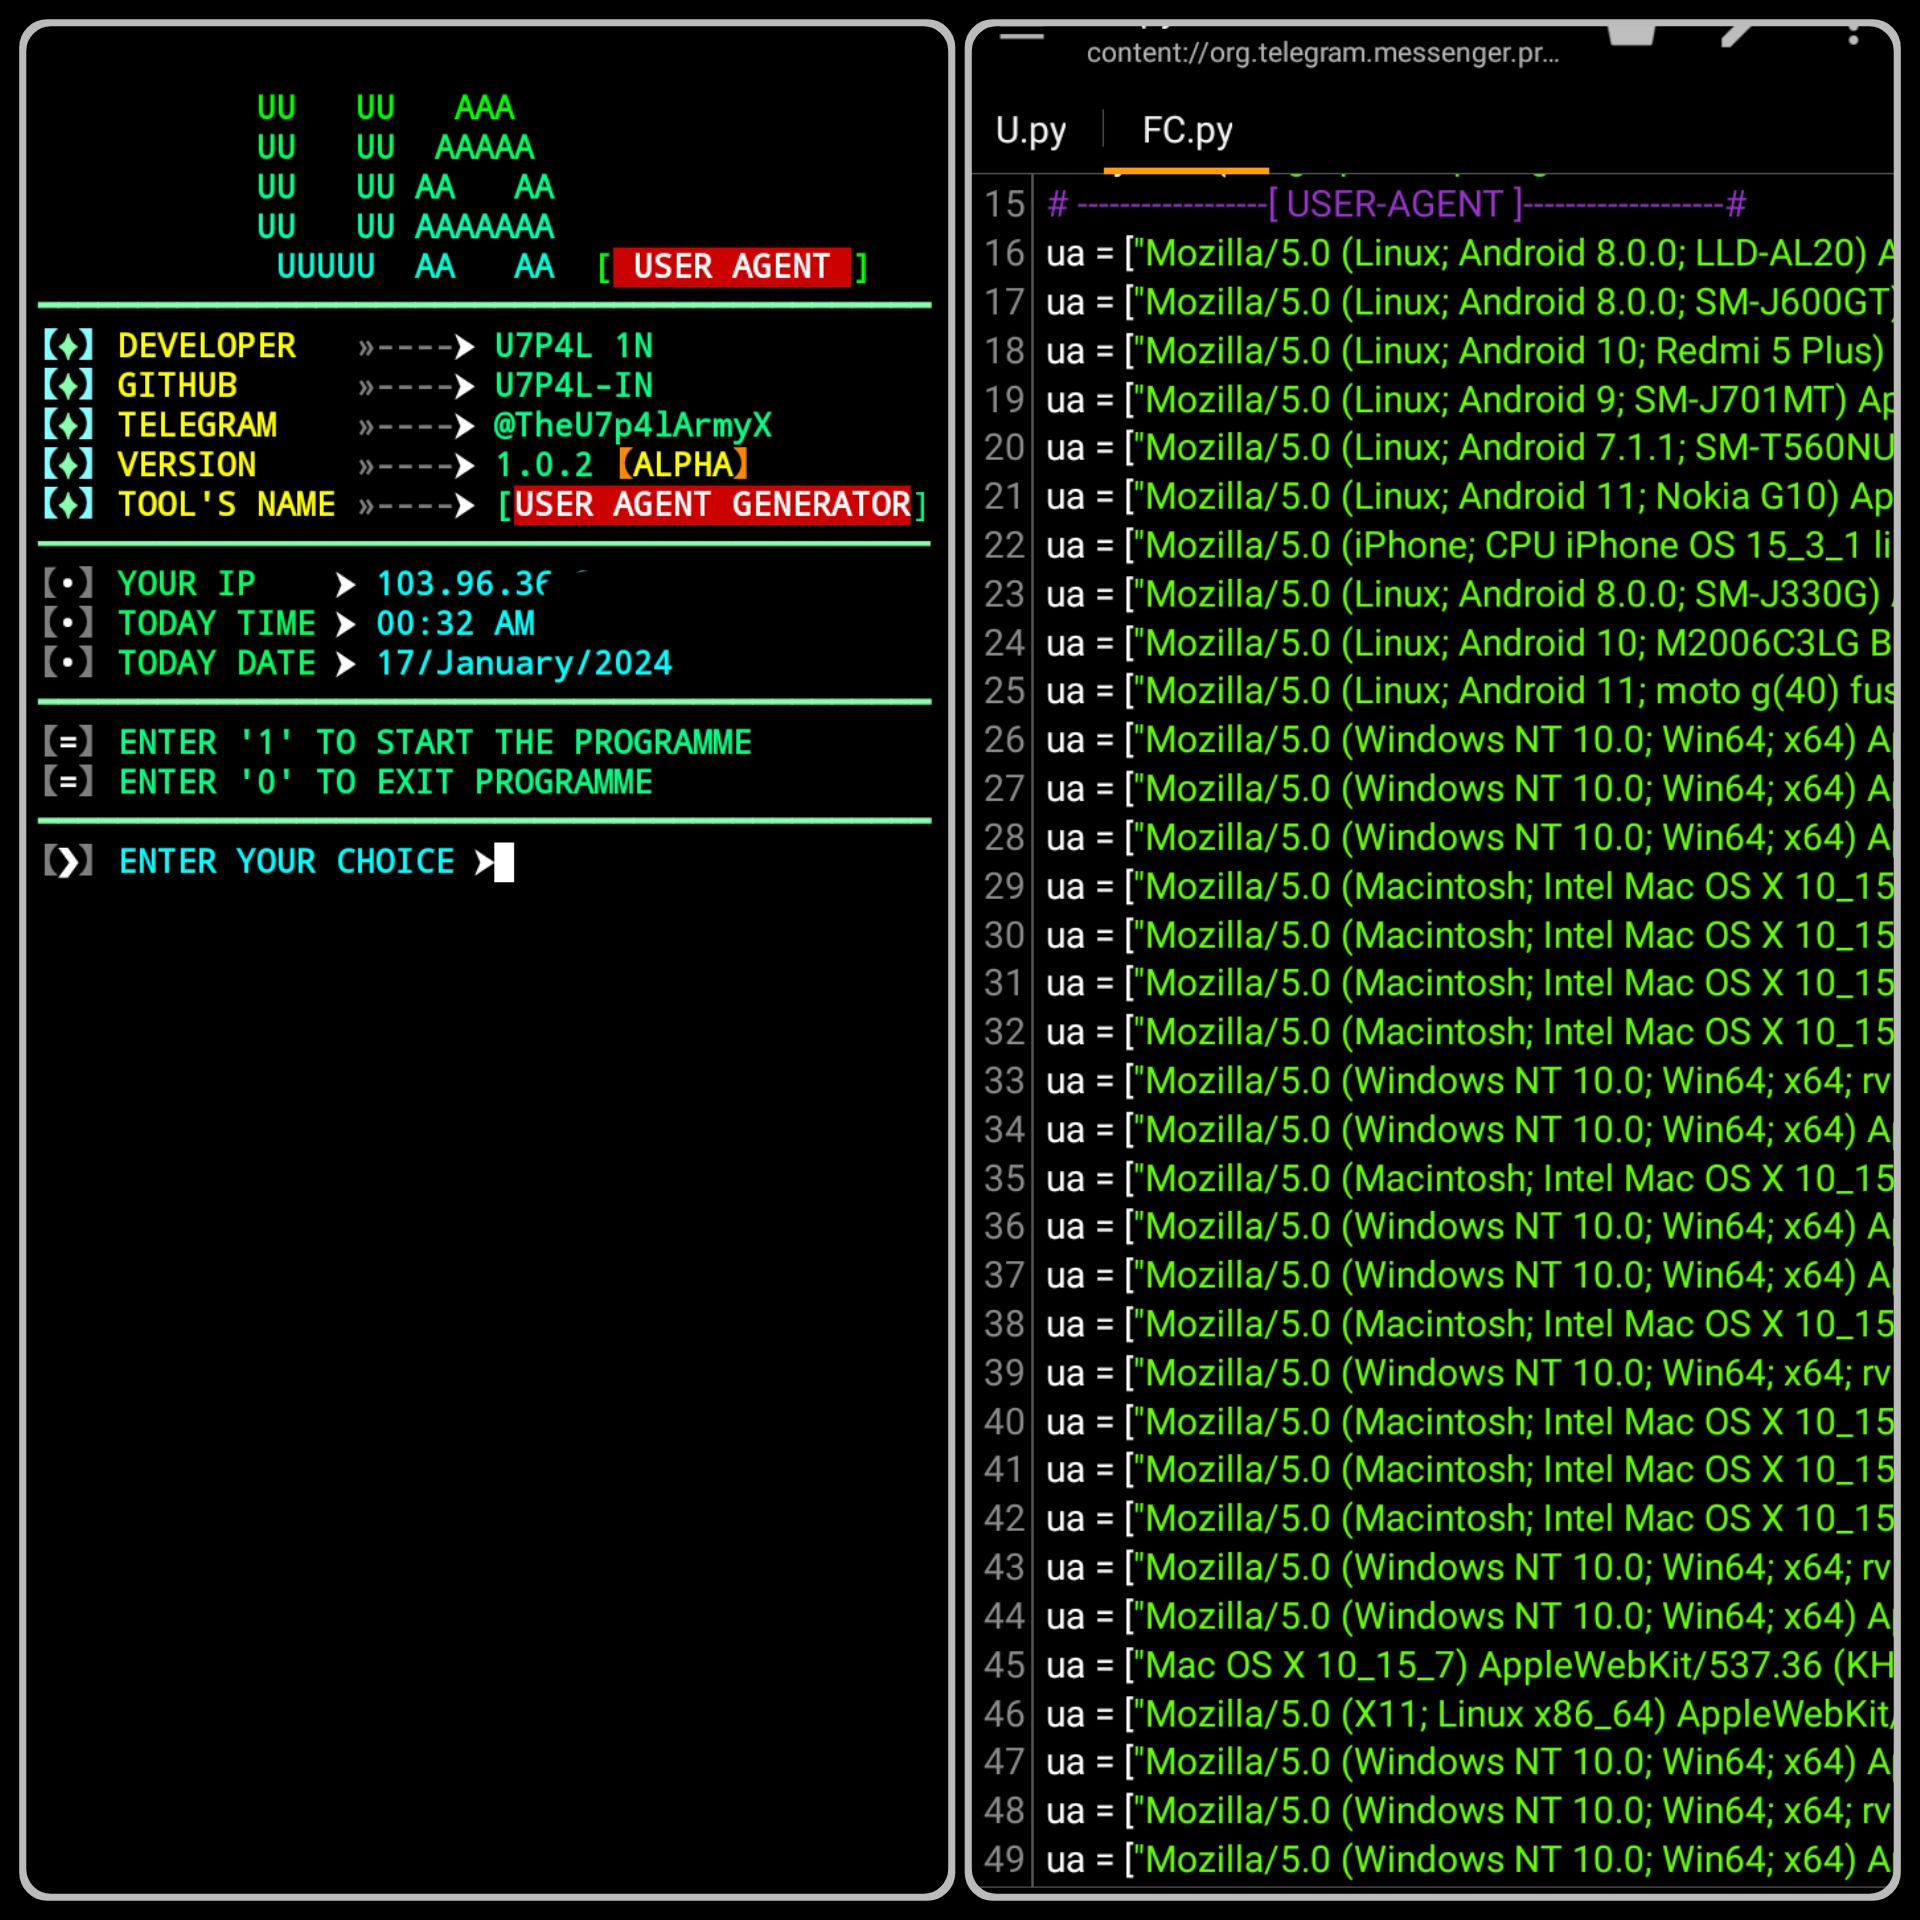 UU   UU   AAA
UU   UU  AAAAA
UU   UU AA   AA
UU   UU AAAAAAA
UUUUU  AA   AA  [ USER AGENT ]
【✦】 DEVELOPER »----➤ U7P4L 1N
【✦】 GITHUB »----➤ U7P4L-IN
【✦】 TELEGRAM »----➤ @TheU7p4lArmyX
【✦】 VERSION »----➤ 1.0.2 【ALPHA】
【✦】 TOOL'S NAME »----➤ [USER AGENT GENERATOR]
【•】 YOUR IP ➤ 103.96.36
【•】 TODAY TIME ➤ 00:32 AM
【•】 TODAY DATE ➤ 17/January/2024
【=】 ENTER '1' TO START THE PROGRAMME
【=】 ENTER '0' TO EXIT PROGRAMME
【❯】 ENTER YOUR CHOICE ➤
content://org.telegram.messenger.pr...
U.py FC.py
15 # ------------------[ USER-AGENT ]-------------------#
16 ua = ["Mozilla/5.0 (Linux; Android 8.0.0; LLD-AL20) A
17 ua = ["Mozilla/5.0 (Linux; Android 8.0.0; SM-J600GT)
18 ua = ["Mozilla/5.0 (Linux; Android 10; Redmi 5 Plus)
19 ua = ["Mozilla/5.0 (Linux; Android 9; SM-J701MT) Ap
20 ua = ["Mozilla/5.0 (Linux; Android 7.1.1; SM-T560NU
21 ua = ["Mozilla/5.0 (Linux; Android 11; Nokia G10) Ap
22 ua = ["Mozilla/5.0 (iPhone; CPU iPhone OS 15_3_1 li
23 ua = ["Mozilla/5.0 (Linux; Android 8.0.0; SM-J330G)
24 ua = ["Mozilla/5.0 (Linux; Android 10; M2006C3LG B
25 ua = ["Mozilla/5.0 (Linux; Android 11; moto g(40) fus
26 ua = ["Mozilla/5.0 (Windows NT 10.0; Win64; x64) A
27 ua = ["Mozilla/5.0 (Windows NT 10.0; Win64; x64) A
28 ua = ["Mozilla/5.0 (Windows NT 10.0; Win64; x64) A
29 ua = ["Mozilla/5.0 (Macintosh; Intel Mac OS X 10_15
30 ua = ["Mozilla/5.0 (Macintosh; Intel Mac OS X 10_15
31 ua = ["Mozilla/5.0 (Macintosh; Intel Mac OS X 10_15
32 ua = ["Mozilla/5.0 (Macintosh; Intel Mac OS X 10_15
33 ua = ["Mozilla/5.0 (Windows NT 10.0; Win64; x64; rv
34 ua = ["Mozilla/5.0 (Windows NT 10.0; Win64; x64) A
35 ua = ["Mozilla/5.0 (Macintosh; Intel Mac OS X 10_15
36 ua = ["Mozilla/5.0 (Windows NT 10.0; Win64; x64) A
37 ua = ["Mozilla/5.0 (Windows NT 10.0; Win64; x64) A
38 ua = ["Mozilla/5.0 (Macintosh; Intel Mac OS X 10_15
39 ua = ["Mozilla/5.0 (Windows NT 10.0; Win64; x64; rv
40 ua = ["Mozilla/5.0 (Macintosh; Intel Mac OS X 10_15
41 ua = ["Mozilla/5.0 (Macintosh; Intel Mac OS X 10_15
42 ua = ["Mozilla/5.0 (Macintosh; Intel Mac OS X 10_15
43 ua = ["Mozilla/5.0 (Windows NT 10.0; Win64; x64; rv
44 ua = ["Mozilla/5.0 (Windows NT 10.0; Win64; x64) A
45 ua = ["Mac OS X 10_15_7) AppleWebKit/537.36 (KH
46 ua = ["Mozilla/5.0 (X11; Linux x86_64) AppleWebKit/
47 ua = ["Mozilla/5.0 (Windows NT 10.0; Win64; x64) A
48 ua = ["Mozilla/5.0 (Windows NT 10.0; Win64; x64; rv
49 ua = ["Mozilla/5.0 (Windows NT 10.0; Win64; x64) A